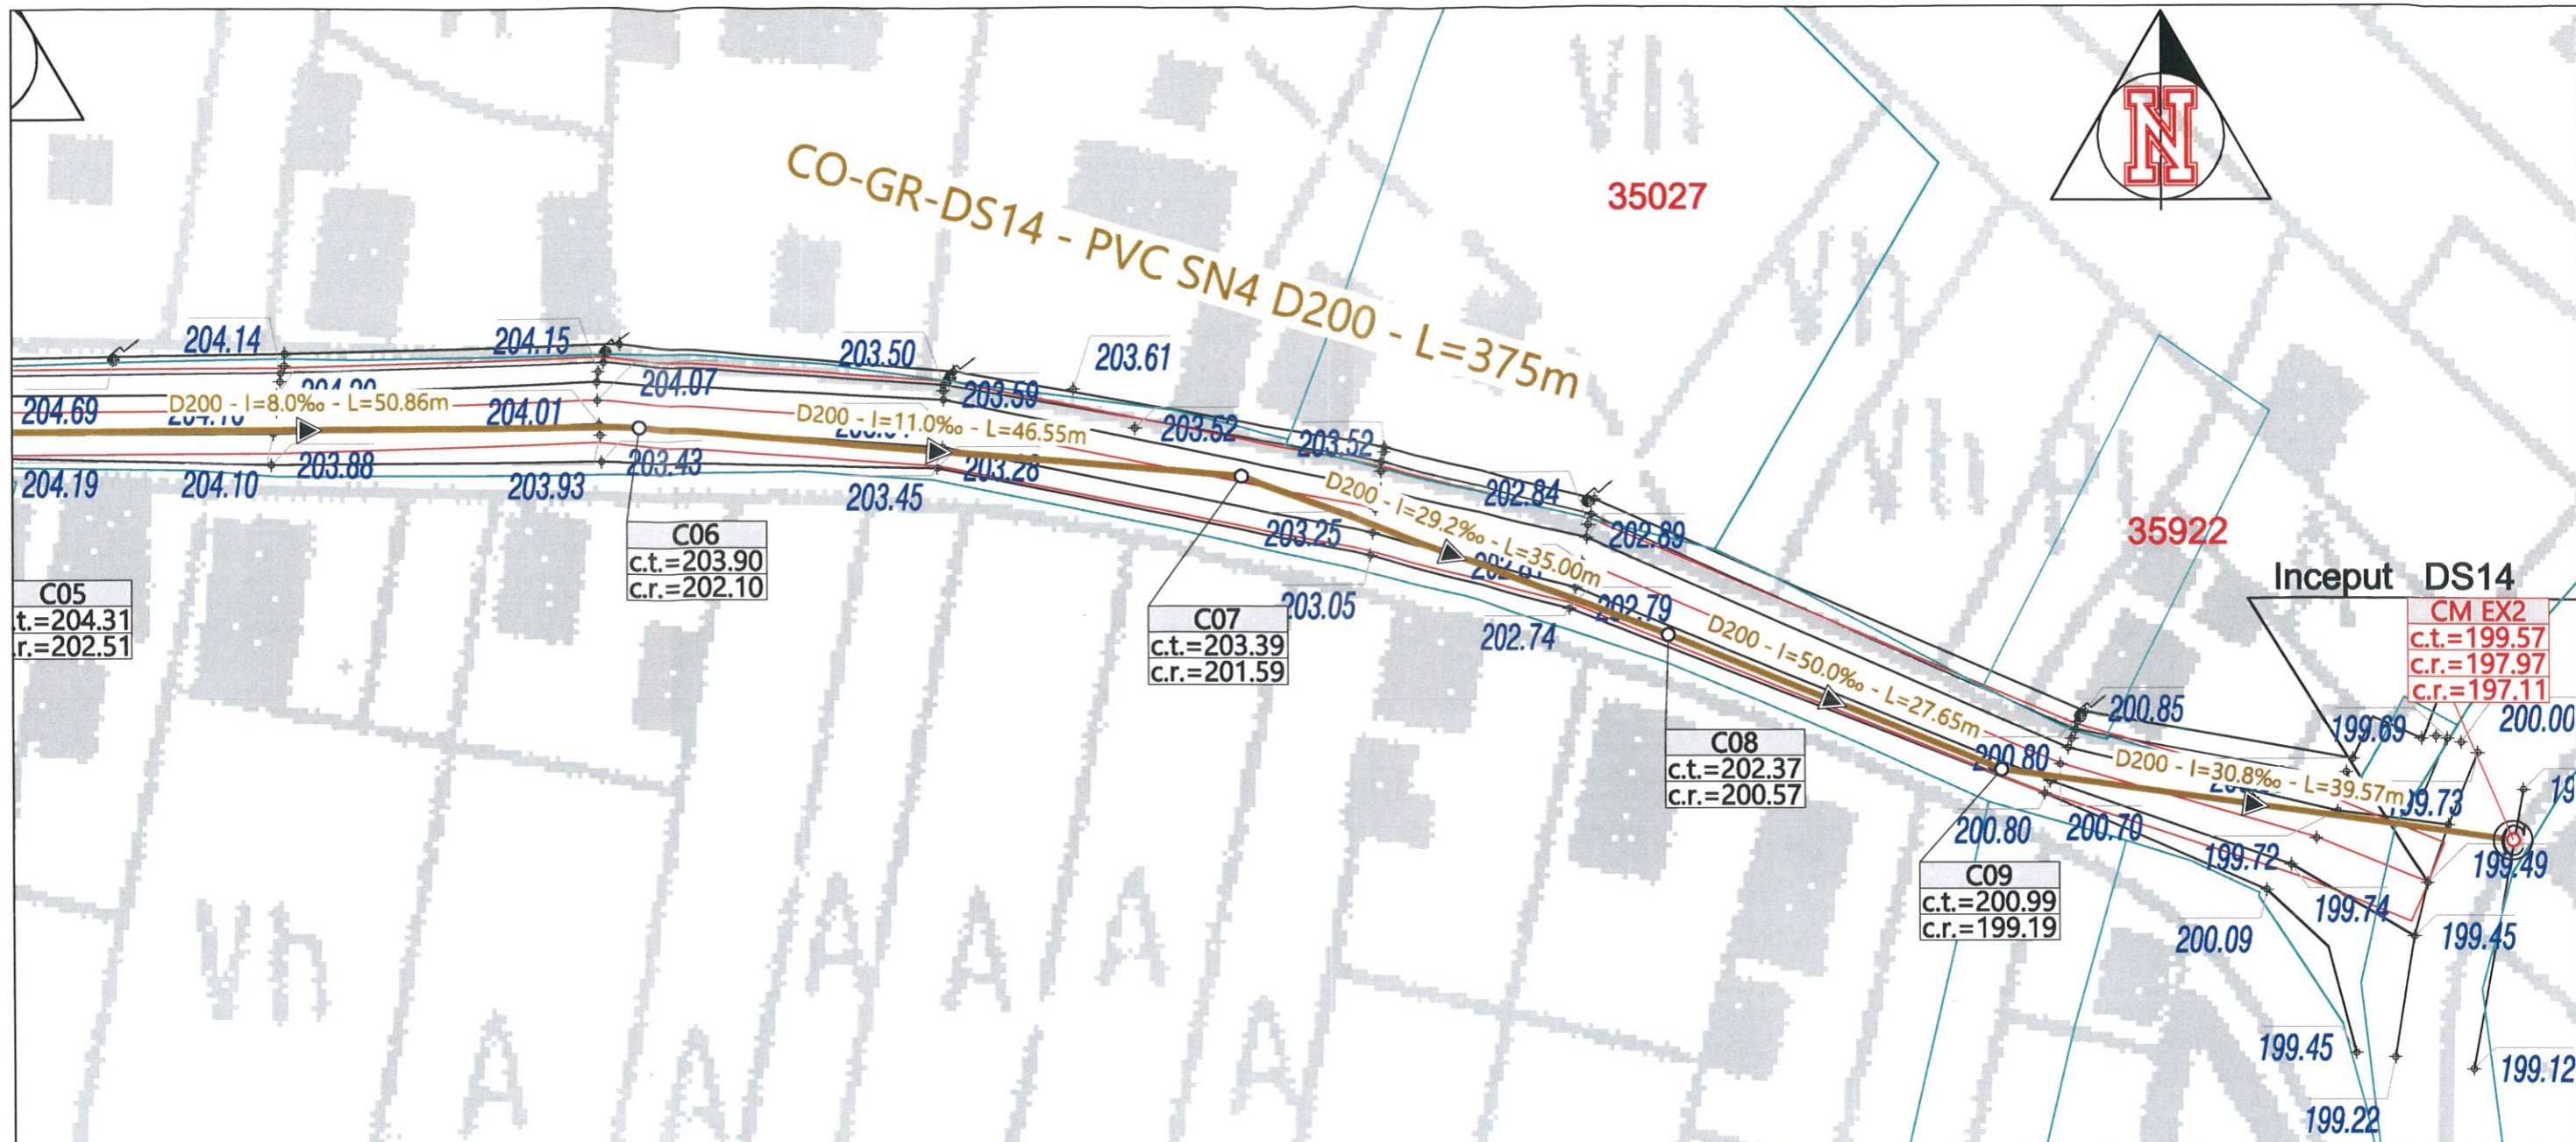 N
Vh
35027
CO-GR-DS14 - PVC SN4 D200 - L=375m
Vh
Vh
204.14
204.15
203.50
203.61
204.07
203.59
204.69
D200 - I=8.0‰ - L=50.86m
204.01
D200 - I=11.0‰ - L=46.55m
203.52
203.52
204.19
204.10
203.88
203.93
203.43
203.45
203.28
D200 - I=29.2‰ - L=35.00m
202.84
202.89
203.25
35922
C05
.t.=204.31
.r.=202.51
C06
c.t.=203.90
c.r.=202.10
C07
c.t.=203.39
c.r.=201.59
203.05
202.79
202.74
D200 - I=50.0‰ - L=27.65m
Inceput DS14
CM EX2
c.t.=199.57
c.r.=197.97
c.r.=197.11
200.85
199.69
200.00
C08
c.t.=202.37
c.r.=200.57
200.80
D200 - I=30.8‰ - L=39.57m
19
200.80
200.70
199.72
199.49
C09
c.t.=200.99
c.r.=199.19
199.74
200.09
199.45
Vh
A
A
A
A
A
A
199.45
199.12
199.22